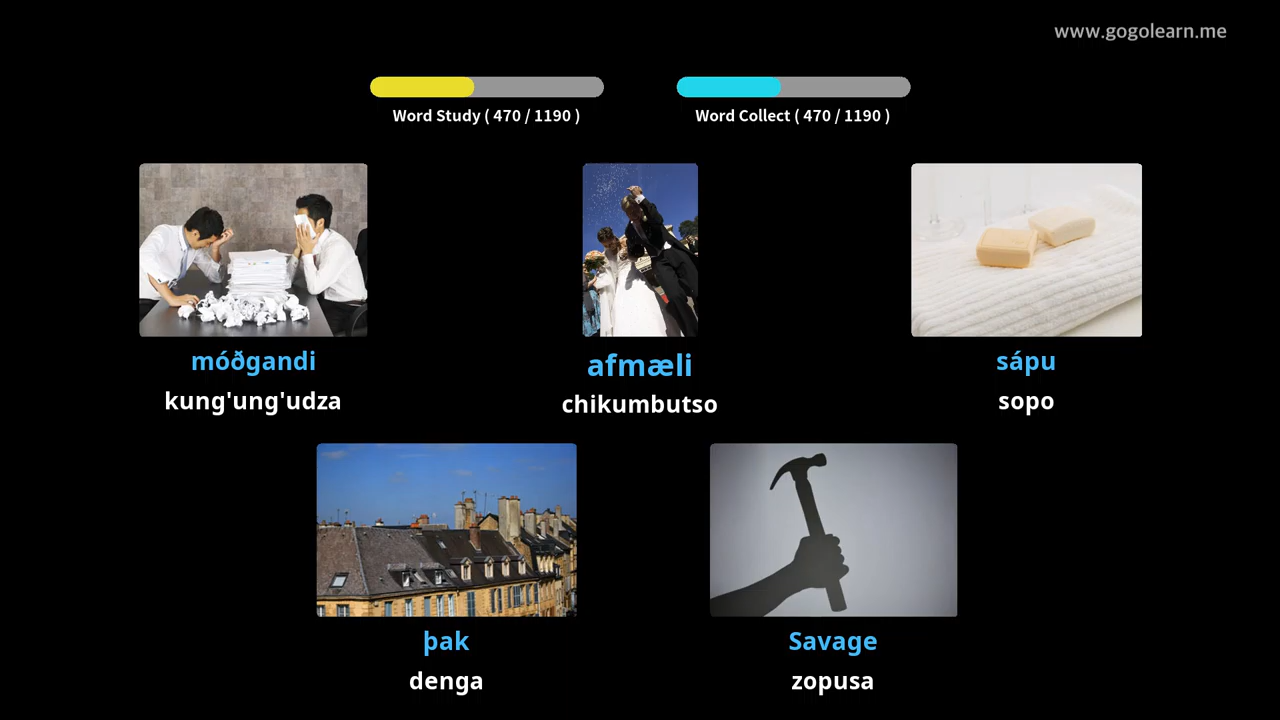 www.gogolearn.me
Word Study ( 470 / 1190 )
Word Collect ( 470 / 1190 )
móðgandi
kung'ung'udza
afmæli
chikumbutso
sápu
sopo
þak
denga
Savage
zopusa